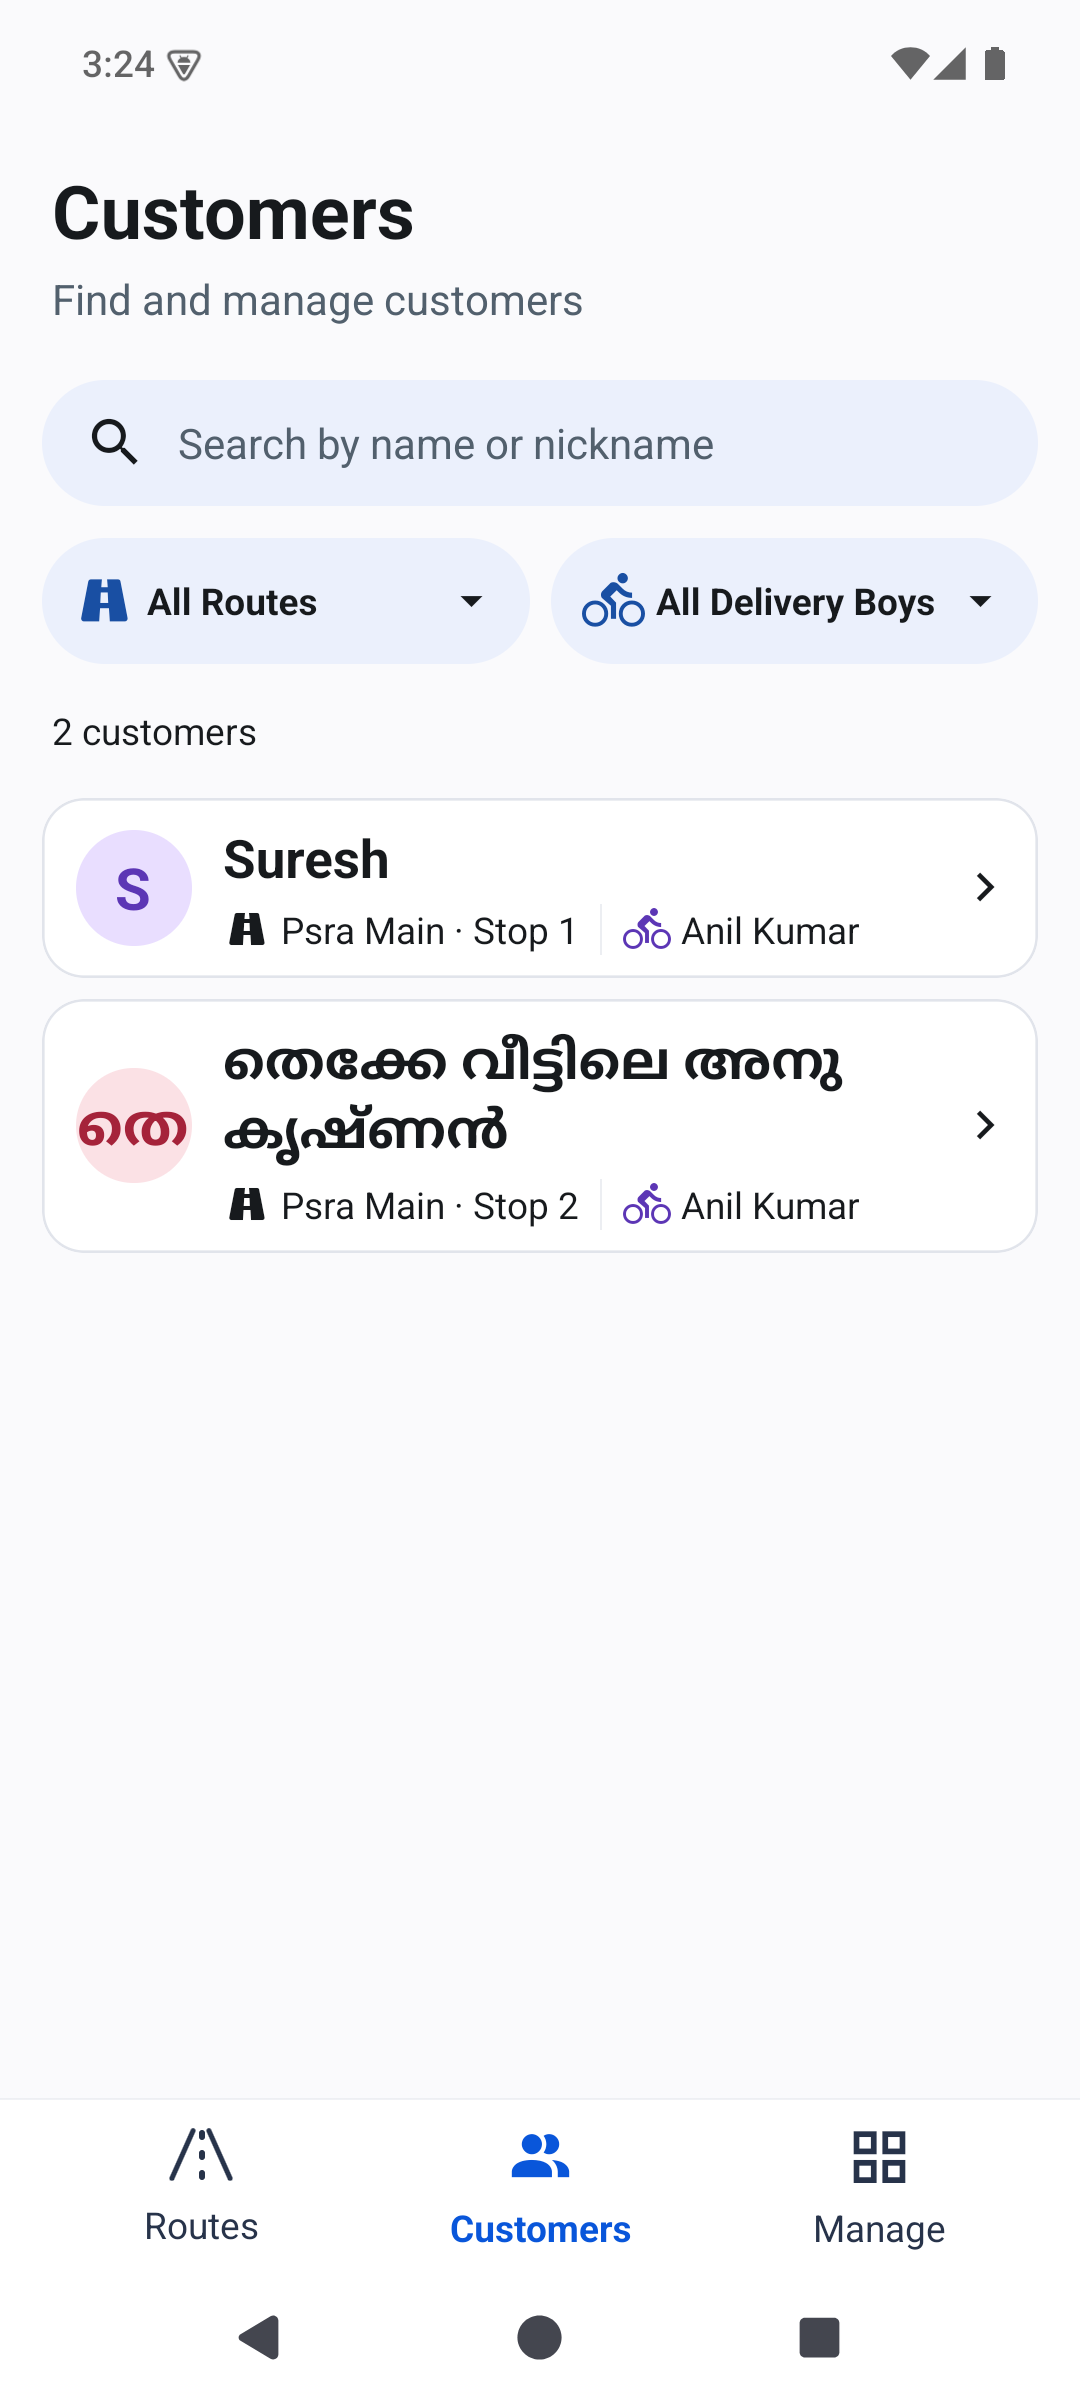 3:24
Customers
Find and manage customers
Search by name or nickname
All Routes
All Delivery Boys
2 customers
S
Suresh
Psra Main · Stop 1
Anil Kumar
തെ
തെക്കേ വീട്ടിലെ അനു
കൃഷ്ണൻ
Psra Main · Stop 2
Anil Kumar
Routes
Customers
Manage